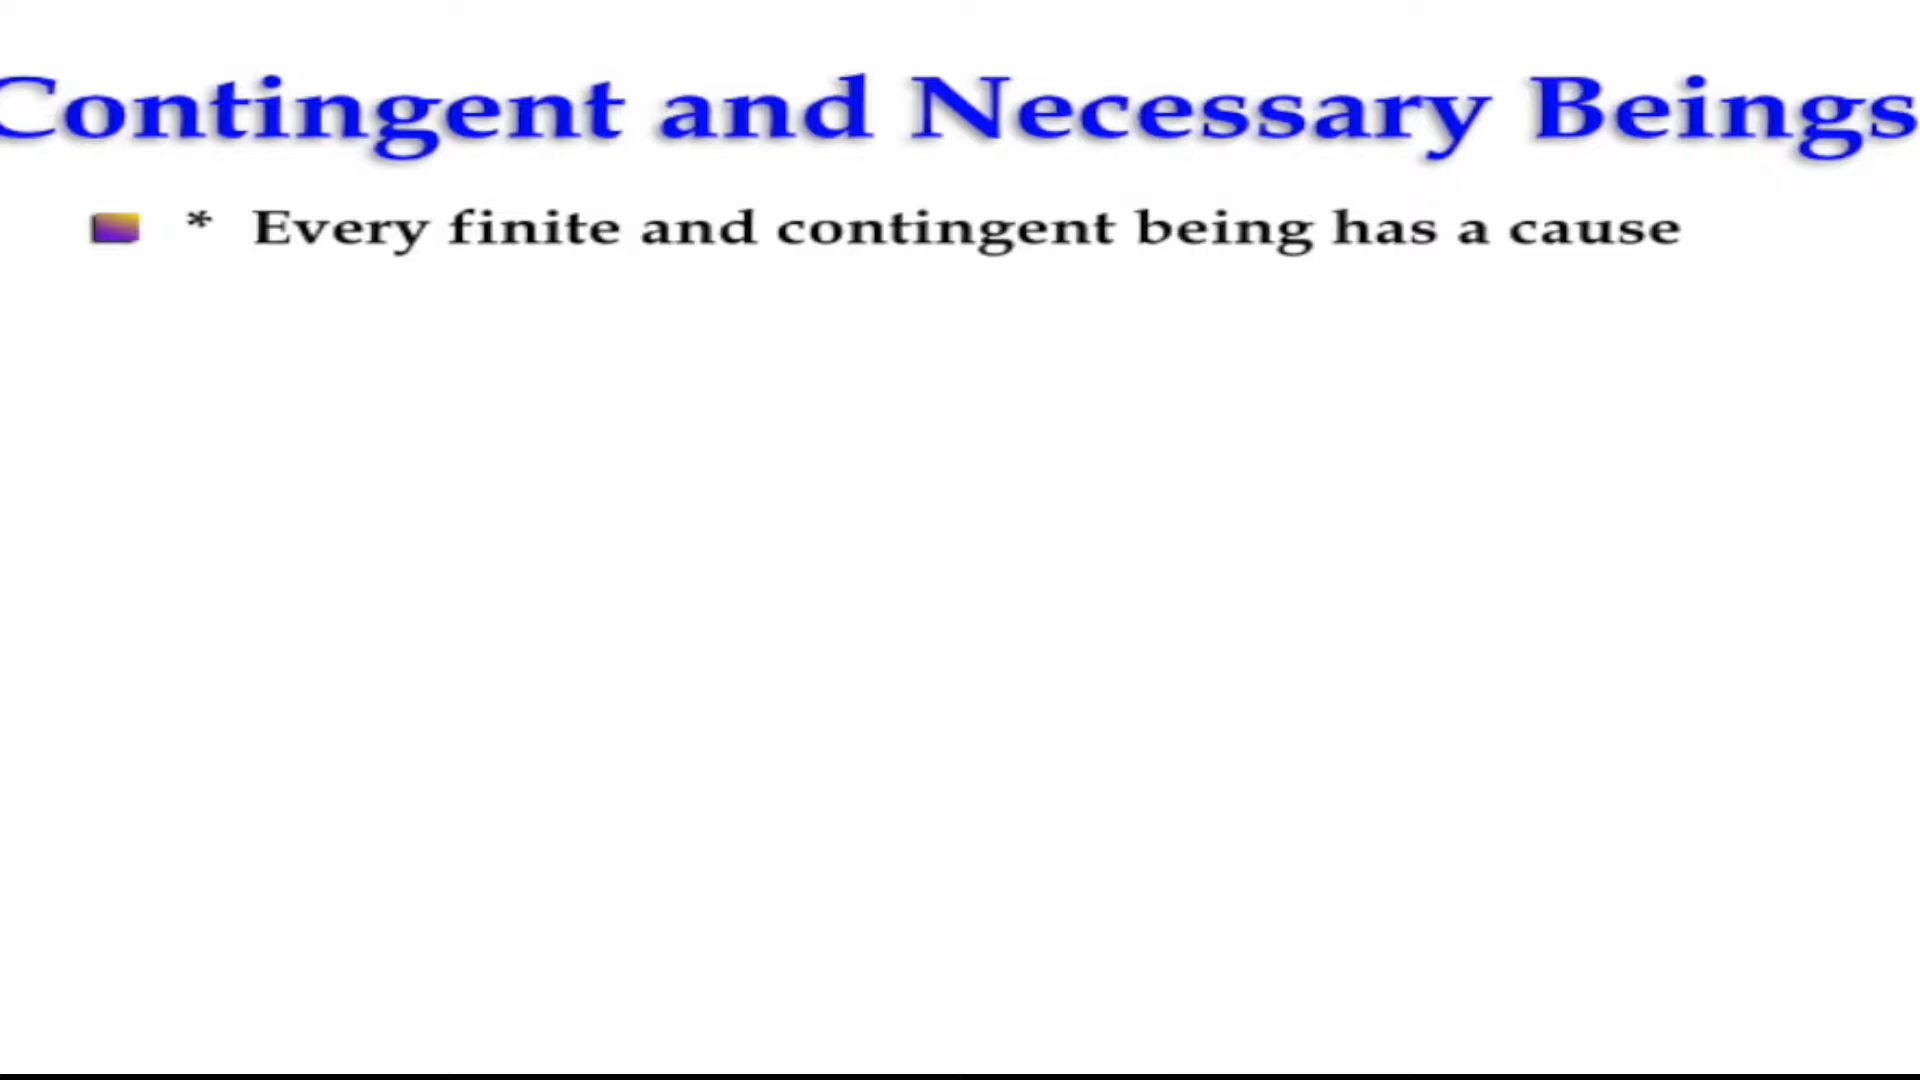 Contingent and Necessary Beings
* Every finite and contingent being has a cause